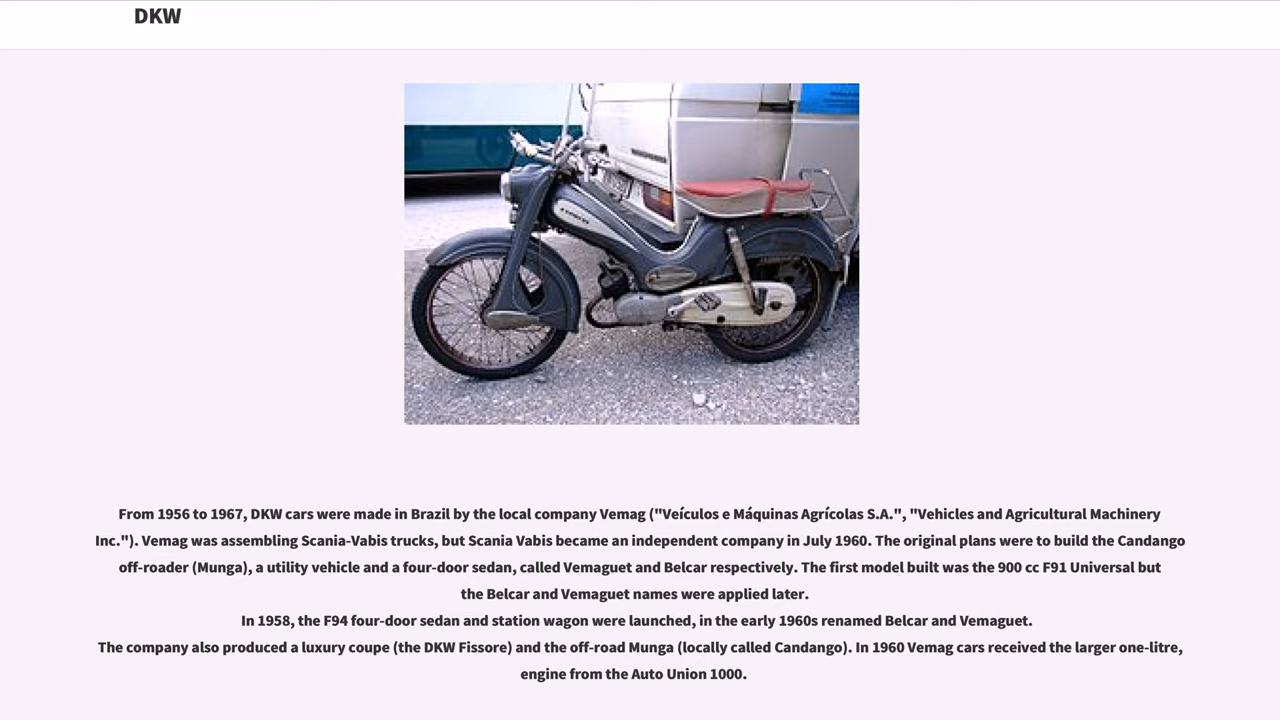 DKW
From 1956 to 1967, DKW cars were made in Brazil by the local company Vemag ("Veículos e Máquinas Agrícolas S.A.", "Vehicles and Agricultural Machinery
Inc."). Vemag was assembling Scania-Vabis trucks, but Scania Vabis became an independent company in July 1960. The original plans were to build the Candango
off-roader (Munga), a utility vehicle and a four-door sedan, called Vemaguet and Belcar respectively. The first model built was the 900 cc F91 Universal but
the Belcar and Vemaguet names were applied later.
In 1958, the F94 four-door sedan and station wagon were launched, in the early 1960s renamed Belcar and Vemaguet.
The company also produced a luxury coupe (the DKW Fissore) and the off-road Munga (locally called Candango). In 1960 Vemag cars received the larger one-litre,
engine from the Auto Union 1000.